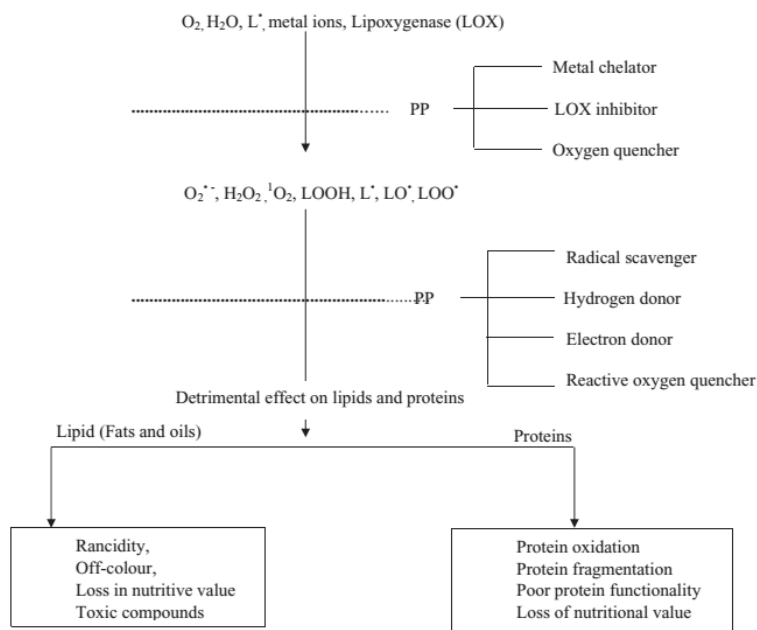 O₂, H₂O, L•, metal ions, Lipoxygenase (LOX)
Metal chelator
PP
LOX inhibitor
Oxygen quencher
O₂•-, H₂O₂, ¹O₂, LOOH, L•, LO•, LOO•
Radical scavenger
PP
Hydrogen donor
Electron donor
Reactive oxygen quencher
Detrimental effect on lipids and proteins
Lipid (Fats and oils)
Proteins
Rancidity,
Off-colour,
Loss in nutritive value
Toxic compounds
Protein oxidation
Protein fragmentation
Poor protein functionality
Loss of nutritional value